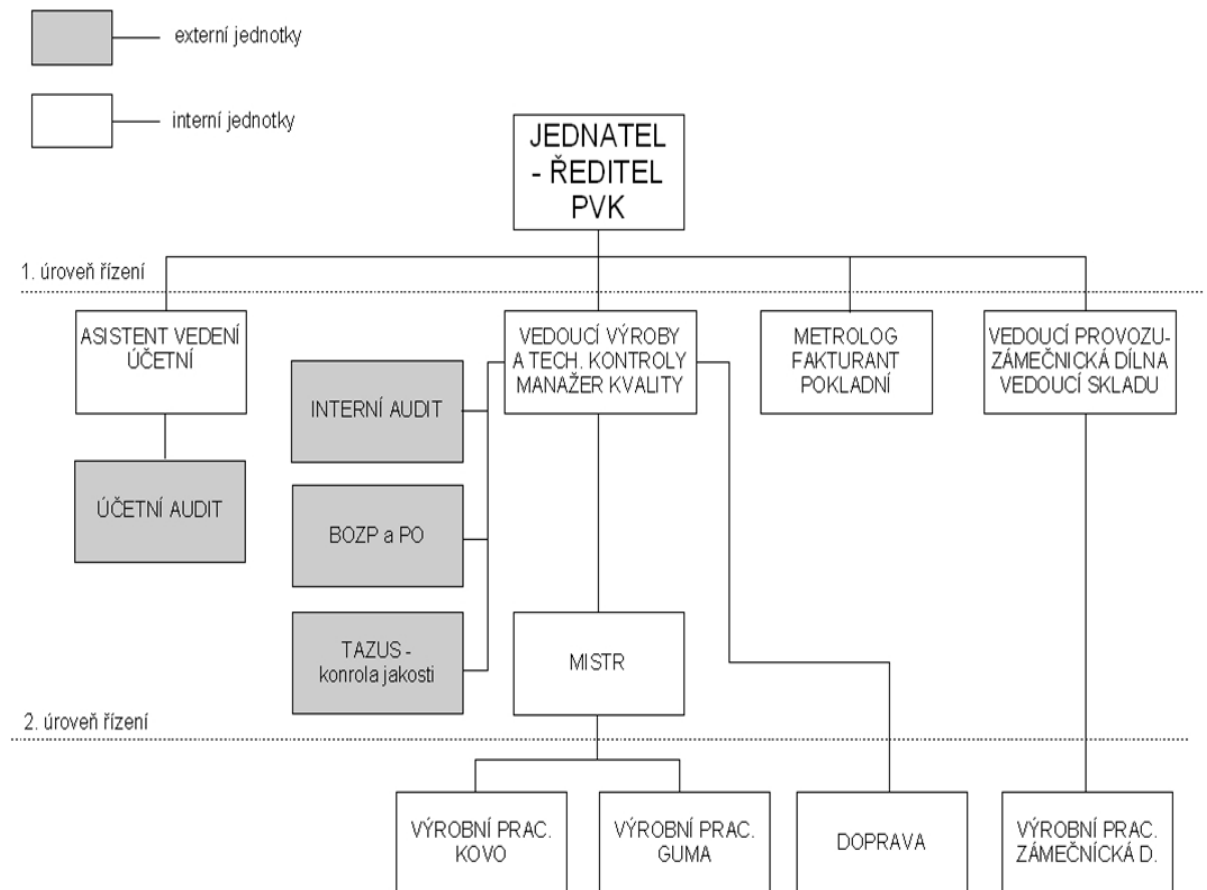 externí jednotky
interní jednotky
JEDNATEL
- ŘEDITEL
PVK
1. úroveň řízení
ASISTENT VEDENÍ
ÚČETNÍ
VEDOUCÍ VÝROBY
A TECH. KONTROLY
MANAŽER KVALITY
METROLOG
FAKTURANT
POKLADNÍ
VEDOUCÍ PROVOZU-
ZÁMEČNICKÁ DÍLNA
VEDOUCÍ SKLADU
INTERNÍ AUDIT
ÚČETNÍ AUDIT
BOZP a PO
TAZUS -
konrola jakosti
MISTR
2. úroveň řízení
VÝROBNÍ PRAC.
KOVO
VÝROBNÍ PRAC.
GUMA
DOPRAVA
VÝROBNÍ PRAC.
ZÁMEČNÍCKÁ D.